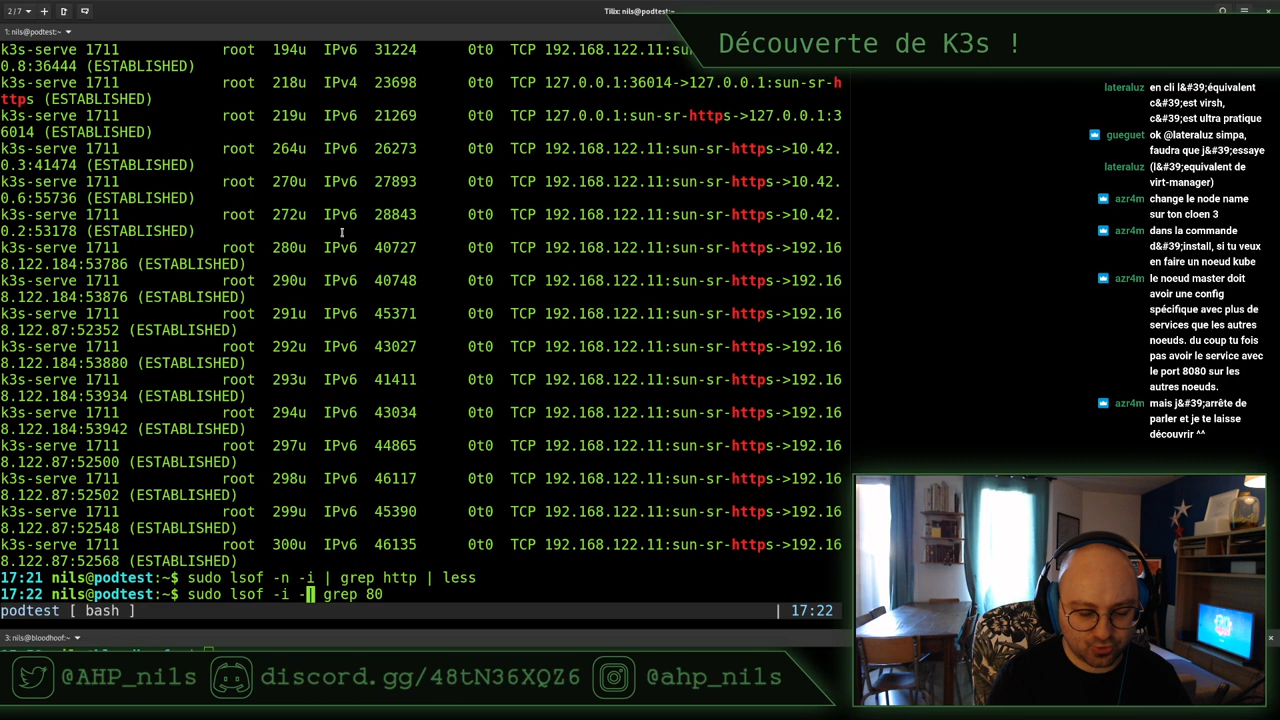 2/7
Tilix: nils@podtest:~
1: nils@podtest:~
Découverte de K3s !
k3s-serve 1711 root 194u IPv6 31224 0t0 TCP 192.168.122.11:sun-sr-
0.8:36444 (ESTABLISHED)
k3s-serve 1711 root 218u IPv4 23698 0t0 TCP 127.0.0.1:36014->127.0.0.1:sun-sr-h
ttps (ESTABLISHED)
k3s-serve 1711 root 219u IPv6 21269 0t0 TCP 127.0.0.1:sun-sr-https->127.0.0.1:3
6014 (ESTABLISHED)
k3s-serve 1711 root 264u IPv6 26273 0t0 TCP 192.168.122.11:sun-sr-https->10.42.
0.3:41474 (ESTABLISHED)
k3s-serve 1711 root 270u IPv6 27893 0t0 TCP 192.168.122.11:sun-sr-https->10.42.
0.6:55736 (ESTABLISHED)
k3s-serve 1711 root 272u IPv6 28843 0t0 TCP 192.168.122.11:sun-sr-https->10.42.
0.2:53178 (ESTABLISHED)
k3s-serve 1711 root 280u IPv6 40727 0t0 TCP 192.168.122.11:sun-sr-https->192.16
8.122.184:53786 (ESTABLISHED)
k3s-serve 1711 root 290u IPv6 40748 0t0 TCP 192.168.122.11:sun-sr-https->192.16
8.122.184:53876 (ESTABLISHED)
k3s-serve 1711 root 291u IPv6 45371 0t0 TCP 192.168.122.11:sun-sr-https->192.16
8.122.87:52352 (ESTABLISHED)
k3s-serve 1711 root 292u IPv6 43027 0t0 TCP 192.168.122.11:sun-sr-https->192.16
8.122.184:53880 (ESTABLISHED)
k3s-serve 1711 root 293u IPv6 41411 0t0 TCP 192.168.122.11:sun-sr-https->192.16
8.122.184:53934 (ESTABLISHED)
k3s-serve 1711 root 294u IPv6 43034 0t0 TCP 192.168.122.11:sun-sr-https->192.16
8.122.184:53942 (ESTABLISHED)
k3s-serve 1711 root 297u IPv6 44865 0t0 TCP 192.168.122.11:sun-sr-https->192.16
8.122.87:52500 (ESTABLISHED)
k3s-serve 1711 root 298u IPv6 46117 0t0 TCP 192.168.122.11:sun-sr-https->192.16
8.122.87:52502 (ESTABLISHED)
k3s-serve 1711 root 299u IPv6 45390 0t0 TCP 192.168.122.11:sun-sr-https->192.16
8.122.87:52548 (ESTABLISHED)
k3s-serve 1711 root 300u IPv6 46135 0t0 TCP 192.168.122.11:sun-sr-https->192.16
8.122.87:52568 (ESTABLISHED)
17:21 nils@podtest:~$ sudo lsof -n -i | grep http | less
17:22 nils@podtest:~$ sudo lsof -i -| grep 80
podtest [ bash ] | 17:22
3: nils@bloodhoof:~
lateraluz en cli l&#39;équivalent
c&#39;est virsh,
c&#39;est ultra pratique
gueguet ok @lateraluz simpa,
faudra que j&#39;essaye
lateraluz (l&#39;equivalent de
virt-manager)
azr4m change le node name
sur ton cloen 3
azr4m dans la commande
d&#39;install, si tu veux
en faire un noeud kube
azr4m le noeud master doit
avoir une config
spécifique avec plus de
services que les autres
noeuds. du coup tu fois
pas avoir le service avec
le port 8080 sur les
autres noeuds.
azr4m mais j&#39;arrête de
parler et je te laisse
découvrir ^^
@AHP_nils discord.gg/48tN36XQZ6 @ahp_nils